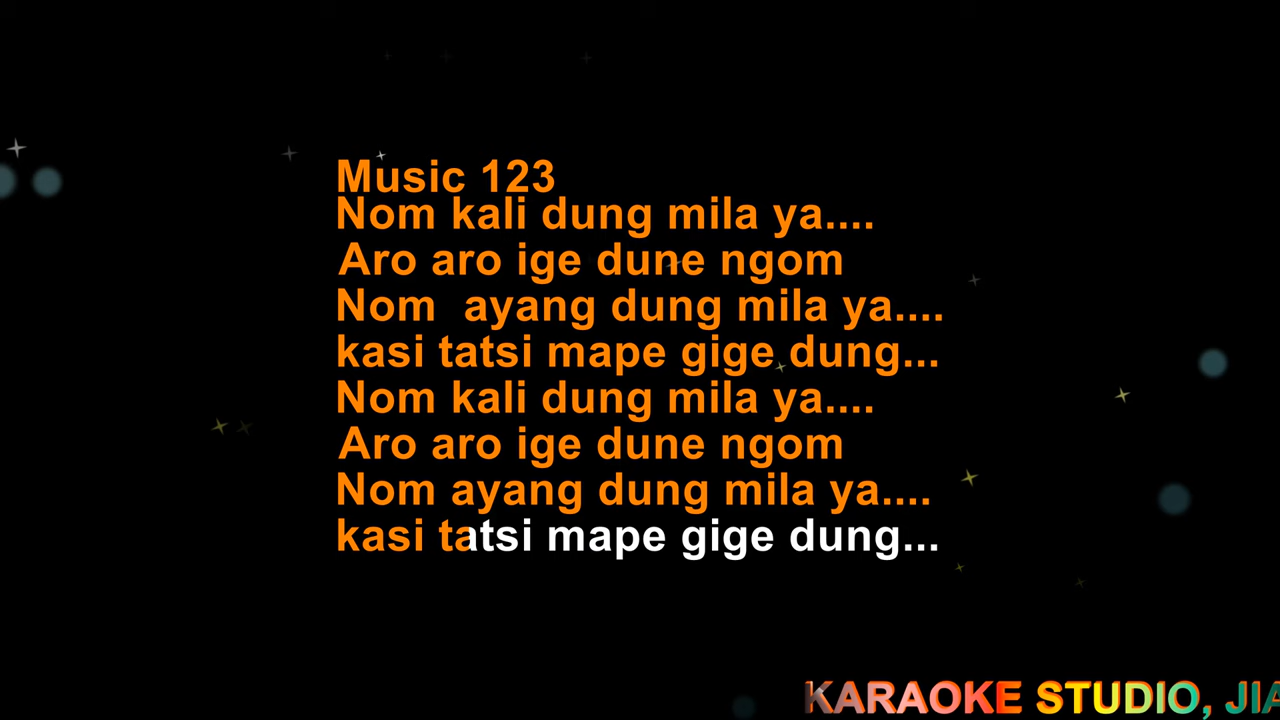 Music 123
Nom kali dung mila ya....
Aro aro ige dune ngom
Nom  ayang dung mila ya....
kasi tatsi mape gige dung...
Nom kali dung mila ya....
Aro aro ige dune ngom
Nom ayang dung mila ya....
kasi tatsi mape gige dung...
KARAOKE STUDIO,